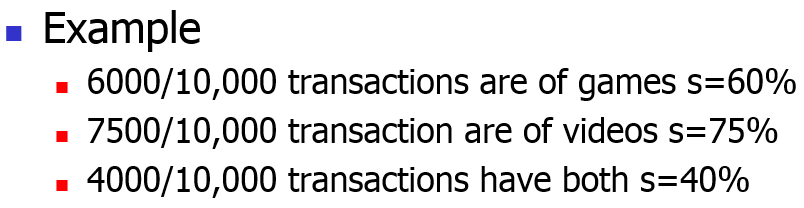 Example
6000/10,000 transactions are of games s=60%
7500/10,000 transaction are of videos s=75%
4000/10,000 transactions have both s=40%